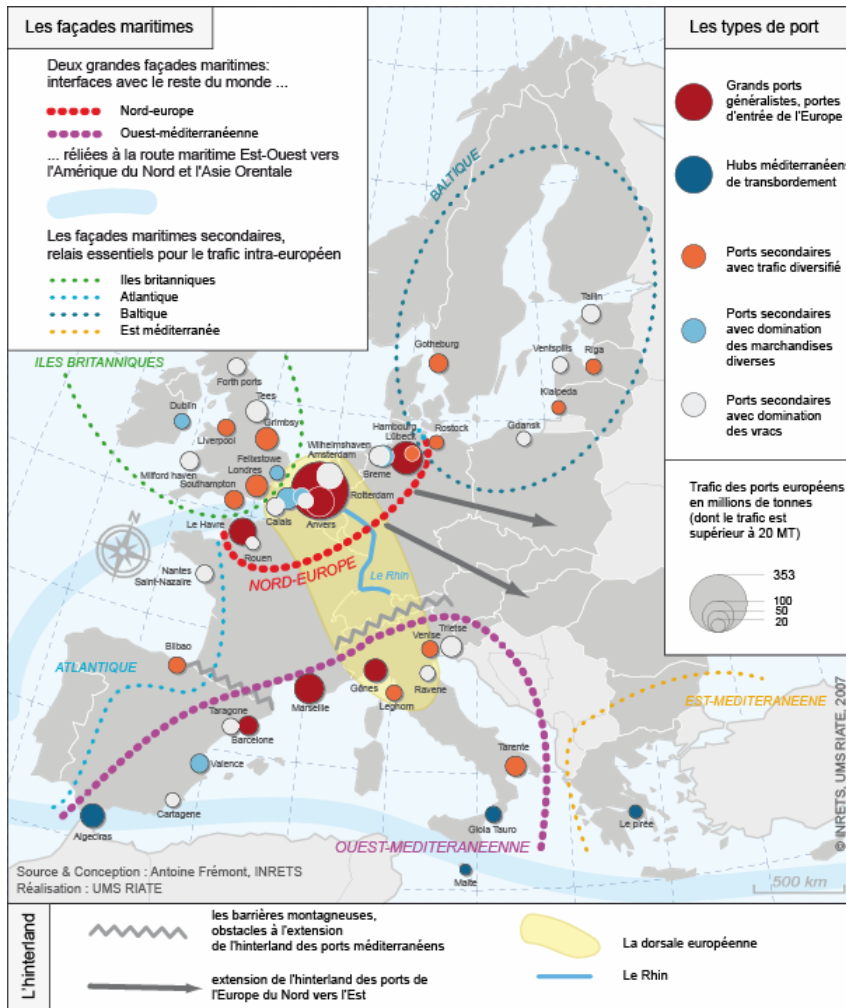 Les façades maritimes
Deux grandes façades maritimes:
interfaces avec le reste du monde ...
Nord-europe
Ouest-méditerranéenne
... réliées à la route maritime Est-Ouest vers
l'Amérique du Nord et l'Asie Orientale
Les façades maritimes secondaires,
relais essentiels pour le trafic intra-européen
Iles britanniques
Atlantique
Baltique
Est méditerranée
Les types de port
Grands ports
généralistes, portes
d'entrée de l'Europe
Hubs méditerranéns
de transbordement
Ports secondaires
avec trafic diversifié
Ports secondaires
avec domination
des marchandises
diverses
Ports secondaires
avec domination
des vracs
Trafic des ports européens
en millions de tonnes
(dont le trafic est
supérieur à 20 MT)
353
100
50
20
BALTIQUE
Tallin
Gotheburg
Ventspills
Riga
Klaipeda
Gdansk
Rostock
ILES BRITANNIQUES
Forth ports
Tees
Dublin
Grimbsy
Liverpool
Milford haven
Felixstowe
Londres
Southampton
Wilhelmshaven
Amsterdam
Hambourg
Lübeck
Breme
Rotterdam
Calais
Anvers
Le Havre
Rouen
NORD-EUROPE
Le Rhin
Nantes
Saint-Nazaire
Bilbao
ATLANTIQUE
Venise
Trietse
Gênes
Ravene
Marseille
Leghorn
Taragone
Barcelone
Valence
Tarente
EST-MEDITERANEENE
Cartagene
Algeciras
Gioia Tauro
Le pirée
OUEST-MEDITERANEENNE
Malte
Source & Conception : Antoine Frémont, INRETS
Réalisation : UMS RIATE
500 km
© INRETS, UMS RIATE, 2007
L'hinterland
les barrières montagneuses,
obstacles à l'extension
de l'hinterland des ports méditerranéns
extension de l'hinterland des ports de
l'Europe du Nord vers l'Est
La dorsale européenne
Le Rhin
N